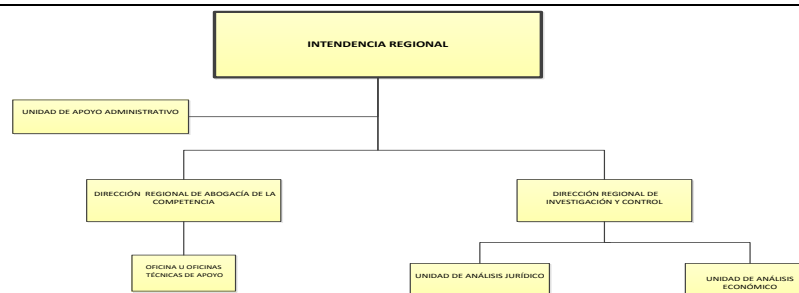 INTENDENCIA REGIONAL
UNIDAD DE APOYO ADMINISTRATIVO
DIRECCIÓN REGIONAL DE ABOGACÍA DE LA
COMPETENCIA
DIRECCIÓN REGIONAL DE
INVESTIGACIÓN Y CONTROL
OFICINA U OFICINAS
TÉCNICAS DE APOYO
UNIDAD DE ANÁLISIS JURÍDICO
UNIDAD DE ANÁLISIS
ECONÓMICO